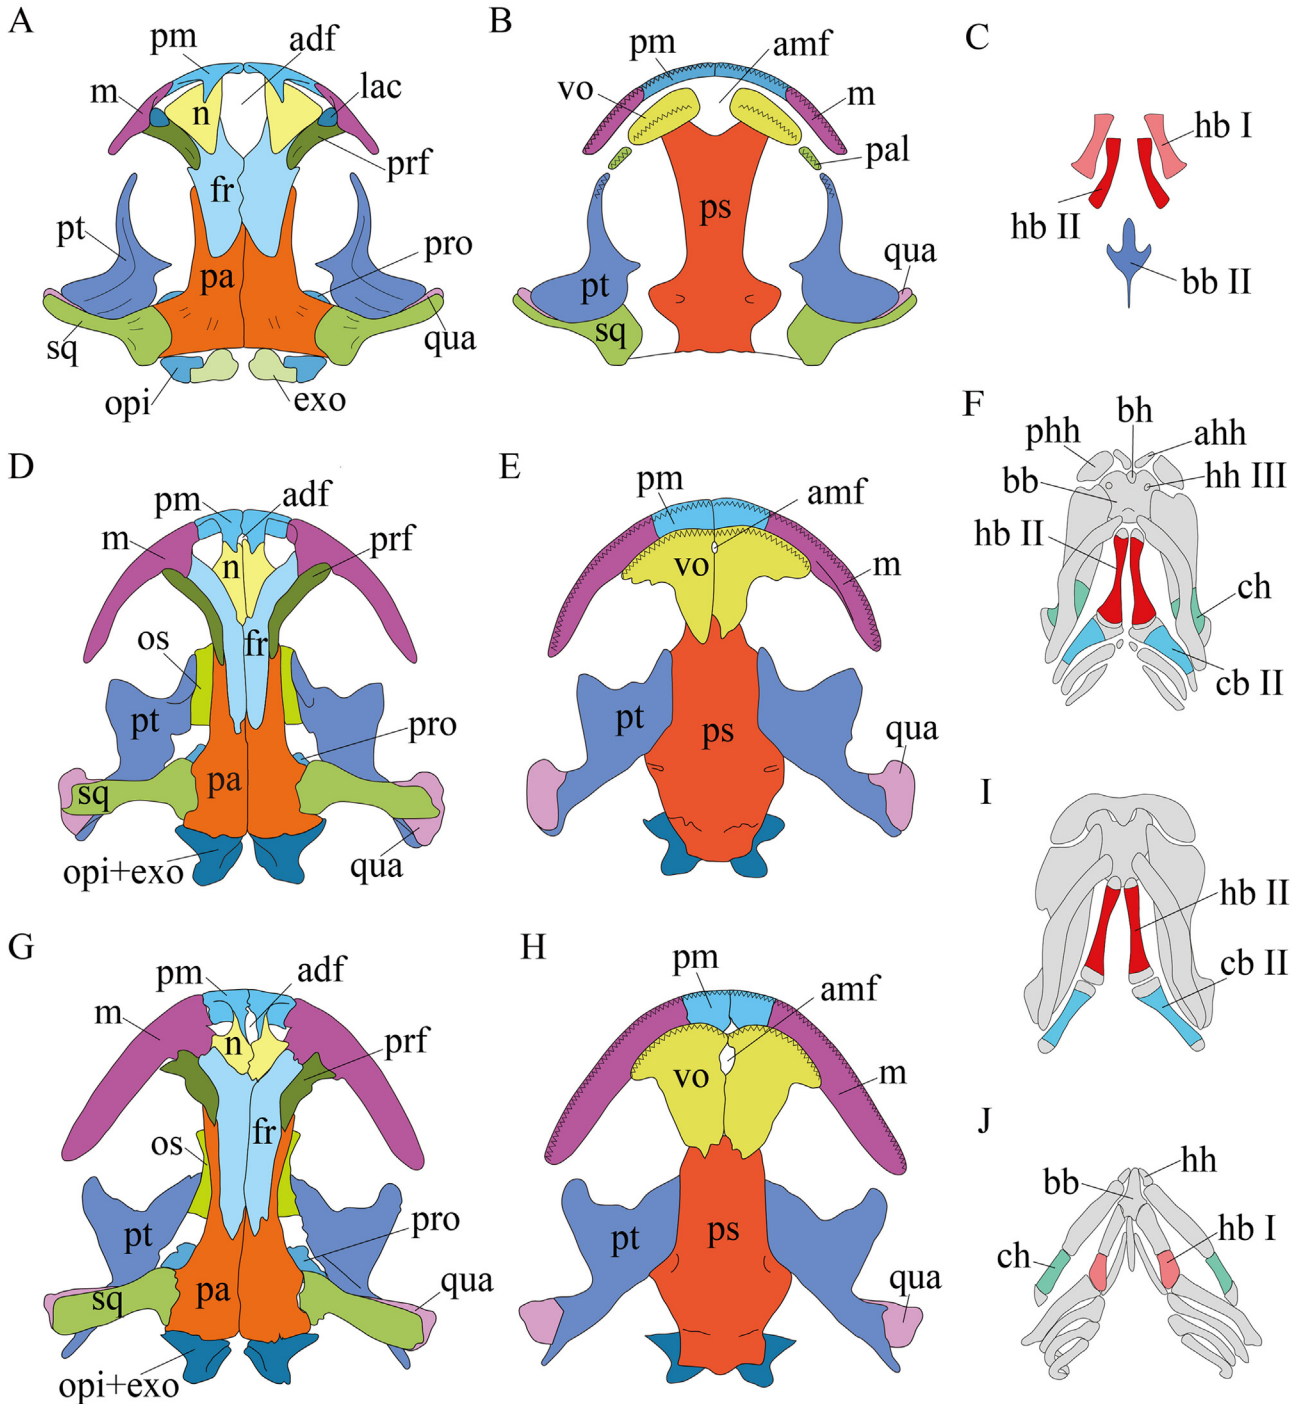 A
pm
adf
m
n
lac
prf
fr
pt
pa
pro
sq
qua
opi
exo
B
pm
amf
vo
m
pal
ps
qua
pt
sq
C
hb I
hb II
bb II
D
pm
adf
m
n
prf
os
fr
pt
pa
pro
sq
opi+exo
qua
E
pm
amf
vo
m
pt
ps
qua
F
bh
phh
ahh
bb
hh III
hb II
ch
cb II
G
pm
adf
m
n
prf
os
fr
pt
pro
sq
pa
qua
opi+exo
H
pm
amf
vo
m
pt
ps
qua
I
hb II
cb II
J
hh
bb
hb I
ch